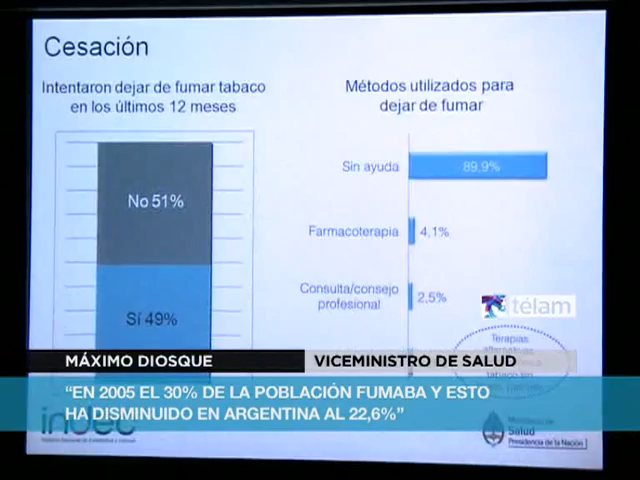 Cesación
Intentaron dejar de fumar tabaco
en los últimos 12 meses
No 51%
Sí 49%
Métodos utilizados para
dejar de fumar
Sin ayuda
89,9%
Farmacoterapia
4,1%
Consulta/consejo
profesional
2,5%
télam
Terapias
MÁXIMO DIOSQUE
VICEMINISTRO DE SALUD
“EN 2005 EL 30% DE LA POBLACIÓN FUMABA Y ESTO
HA DISMINUIDO EN ARGENTINA AL 22,6%”
indec
Ministerio de
Salud
Presidencia de la Nación